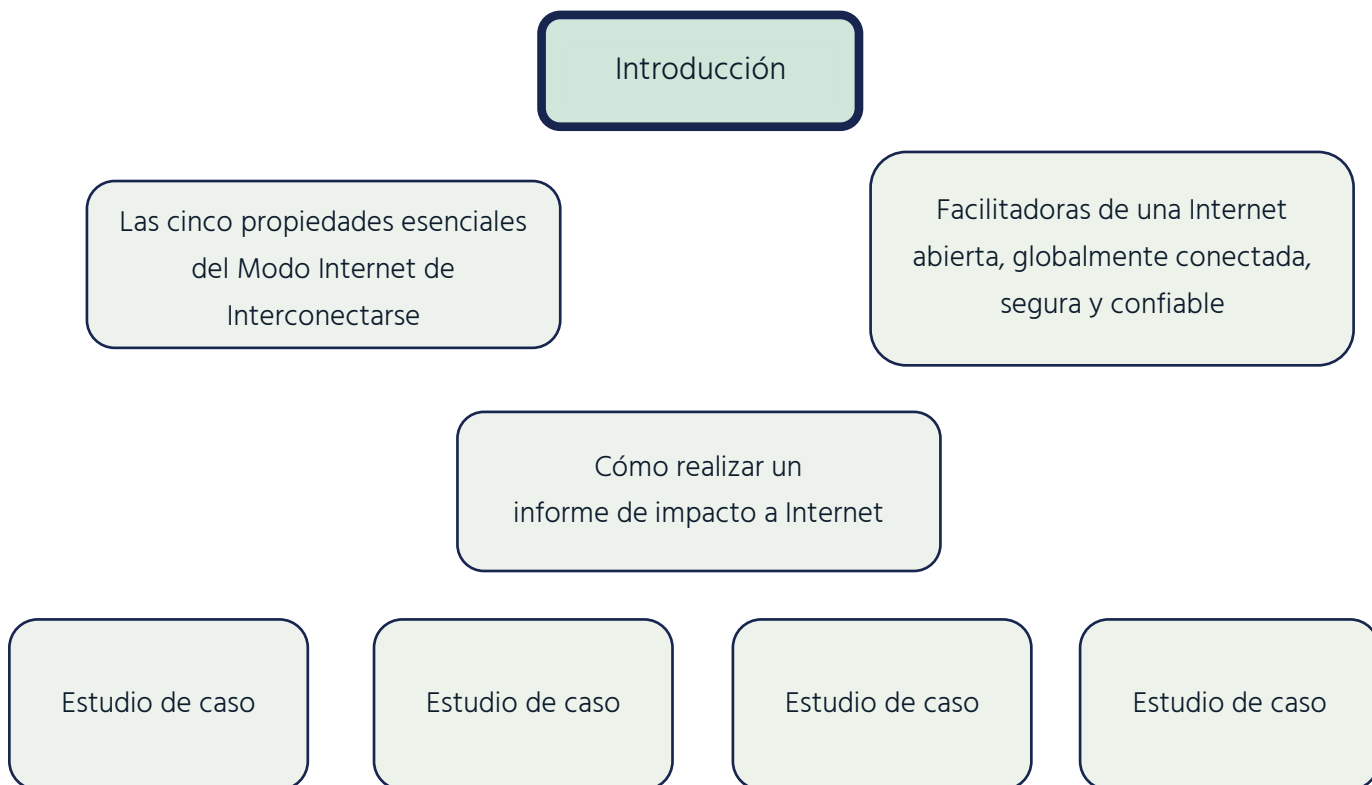 Introducción
Las cinco propiedades esenciales
del Modo Internet de
Interconectarse
Facilitadoras de una Internet
abierta, globalmente conectada,
segura y confiable
Cómo realizar un
informe de impacto a Internet
Estudio de caso
Estudio de caso
Estudio de caso
Estudio de caso